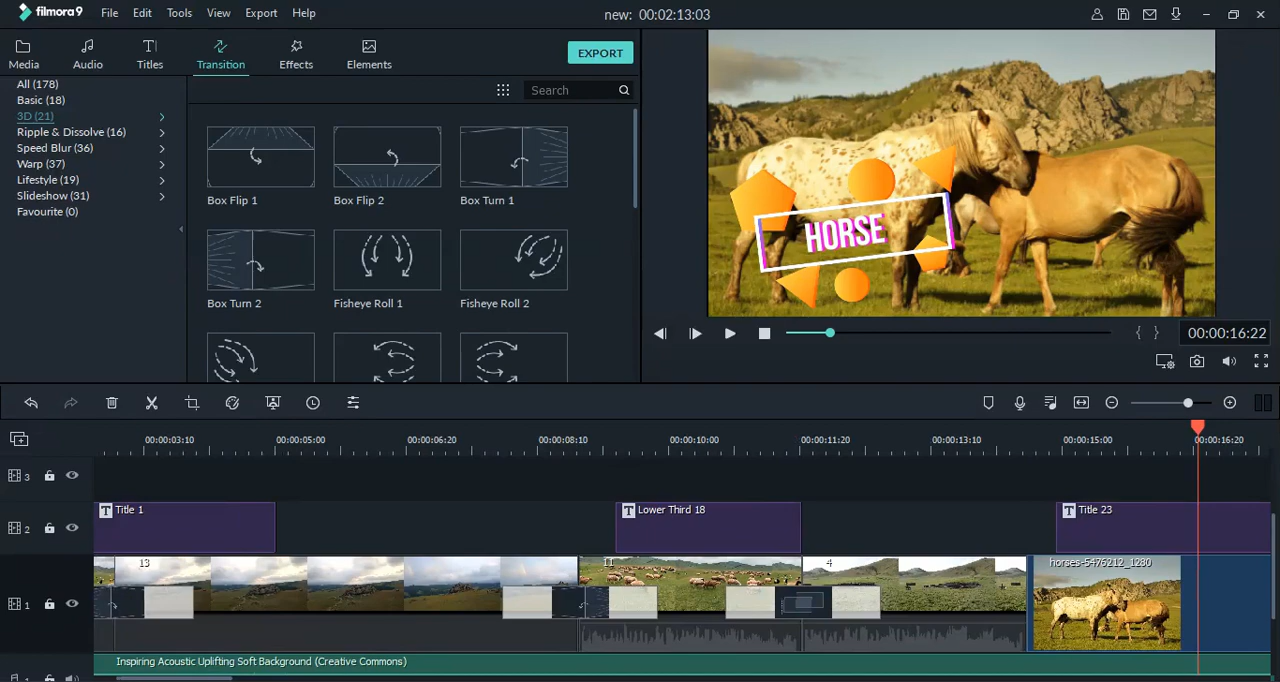 filmora9 File Edit Tools View Export Help new: 00:02:13:03
Media Audio Titles Transition Effects Elements EXPORT
All (178)
Basic (18)
3D (21)
Ripple & Dissolve (16)
Speed Blur (36)
Warp (37)
Lifestyle (19)
Slideshow (31)
Favourite (0)
Search
Box Flip 1 Box Flip 2 Box Turn 1
Box Turn 2 Fisheye Roll 1 Fisheye Roll 2
HORSE
00:00:16:22
00:00:03:10 00:00:05:00 00:00:06:20 00:00:08:10 00:00:10:00 00:00:11:20 00:00:13:10 00:00:15:00 00:00:16:20
3
2 T Title 1 T Lower Third 18 T Title 23
13 11 4 horses-5476212_1280
1
Inspiring Acoustic Uplifting Soft Background (Creative Commons)
1